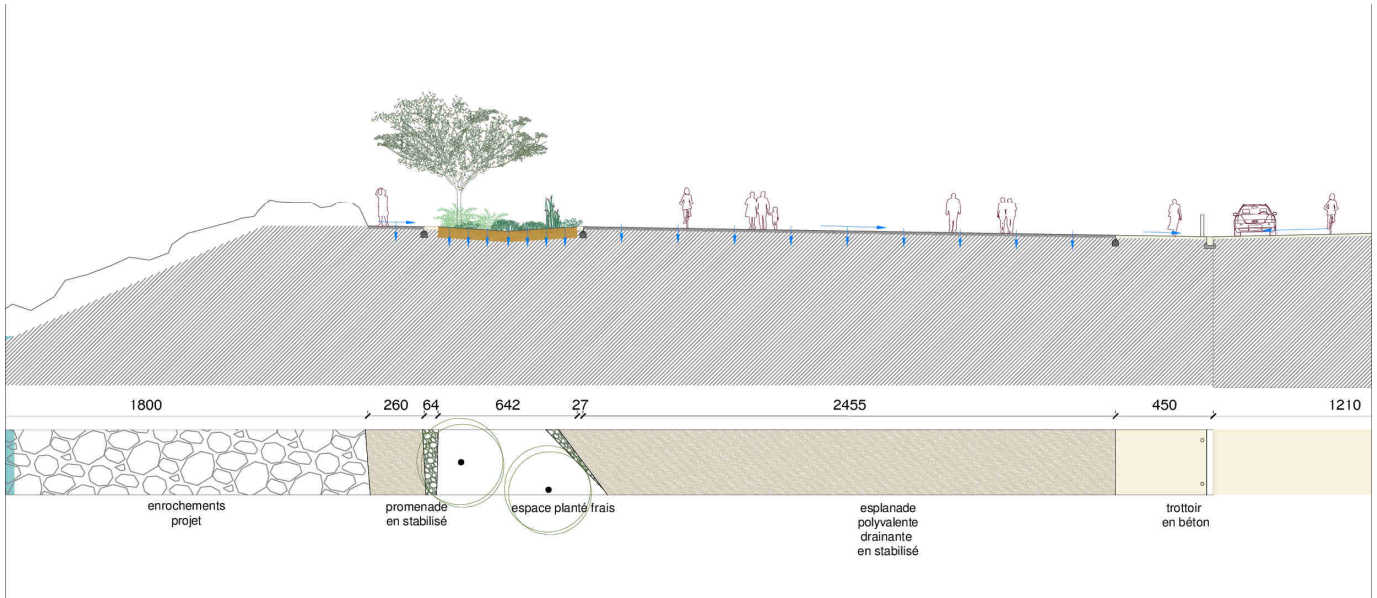 1800
260
64
642
27
2455
450
1210
enrochements
projet
promenade
en stabilisé
espace planté frais
esplanade
polyvalente
drainante
en stabilisé
trottoir
en béton